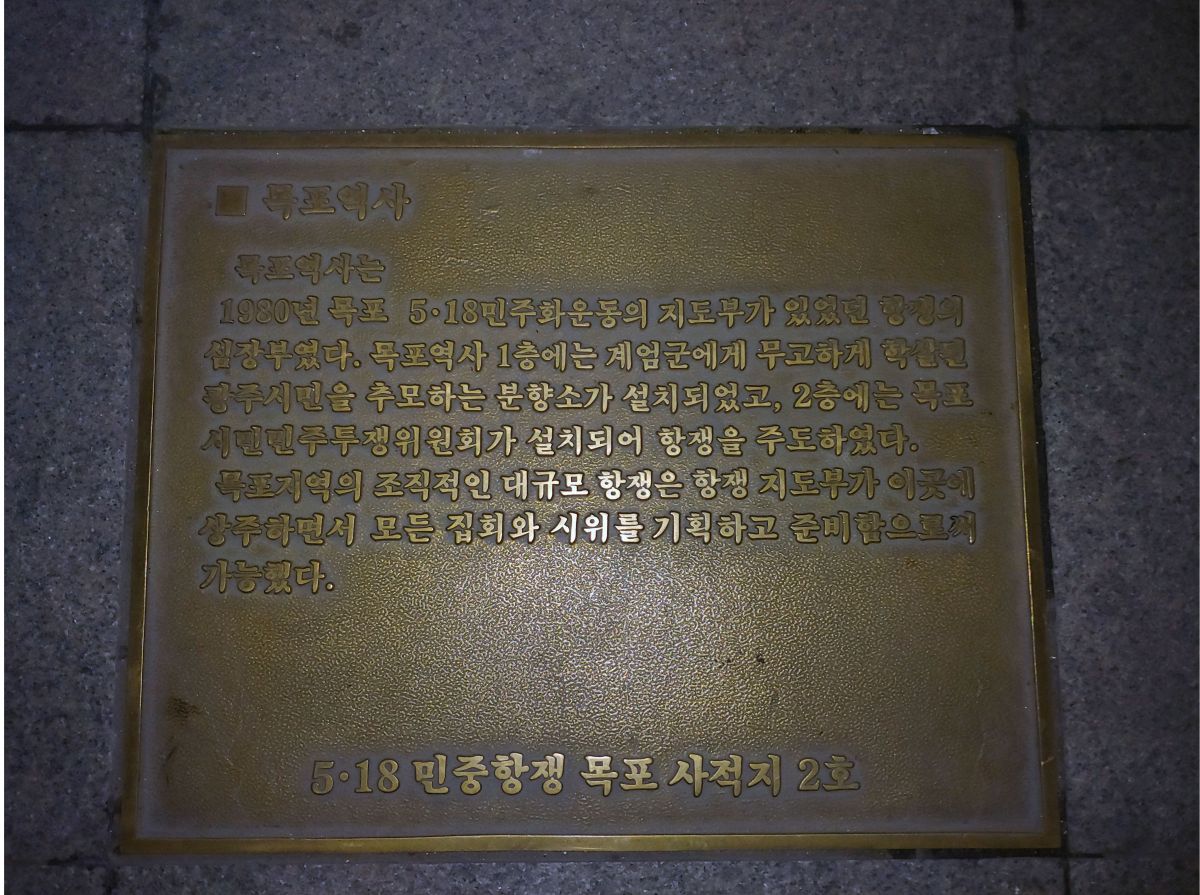 ■ 목포역사
목포역사는
1980년 목포 5·18민주화운동의 지도부가 있었던 항쟁의
심장부였다. 목포역사 1층에는 계엄군에게 무고하게 학살된
광주시민을 추모하는 분향소가 설치되었고, 2층에는 목포
시민민주투쟁위원회가 설치되어 항쟁을 주도하였다.
목포지역의 조직적인 대규모 항쟁은 항쟁 지도부가 이곳에
상주하면서 모든 집회와 시위를 기획하고 준비함으로써
가능했다.
5·18 민중항쟁 목포 사적지 2호